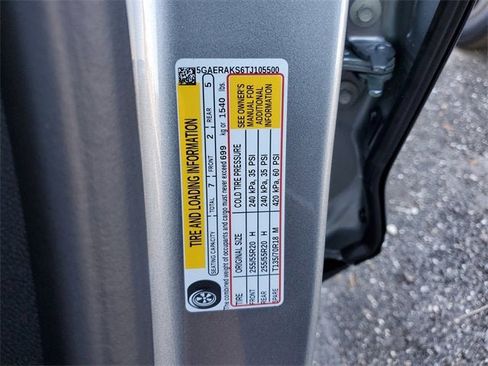 5GAERAKS6TJ105500
TIRE AND LOADING INFORMATION
SEATING CAPACITY TOTAL 7 FRONT 2 REAR 5
The combined weight of occupants and cargo must never exceed 699 kg or 1540 lbs.
TIRE ORIGINAL SIZE COLD TIRE PRESSURE
FRONT 255/55R20 H 240 kPa, 35 PSI
REAR 255/55R20 H 240 kPa, 35 PSI
SPARE T135/70R18 M 420 kPa, 60 PSI
SEE OWNER'S
MANUAL FOR
ADDITIONAL
INFORMATION